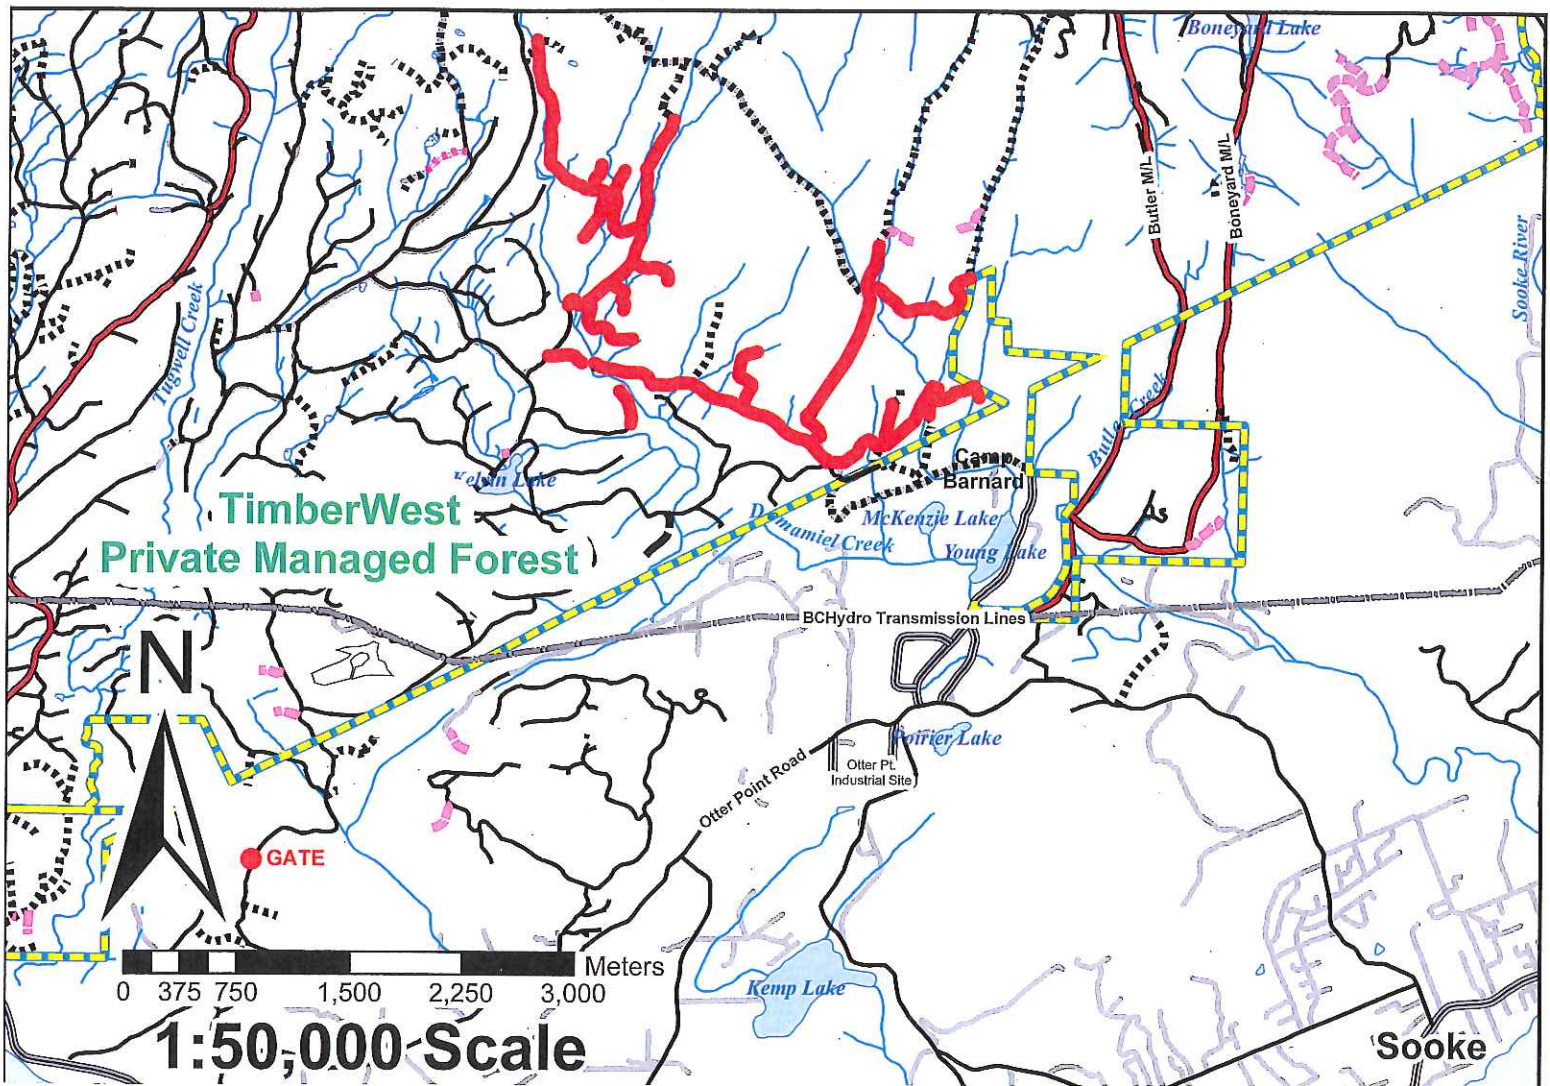 Boneyard Lake
Butler M/L
Boneyard M/L
Sooke River
Tugwell Creek
Butler Creek
Camp
Barnard
Kelvin Lake
TimberWest
Private Managed Forest
Demamiel Creek
McKenzie Lake
Young Lake
BCHydro Transmission Lines
N
Poirier Lake
Otter Pt.
Industrial Site
Otter Point Road
GATE
Meters
0 375 750 1,500 2,250 3,000
Kemp Lake
1:50,000 Scale
Sooke